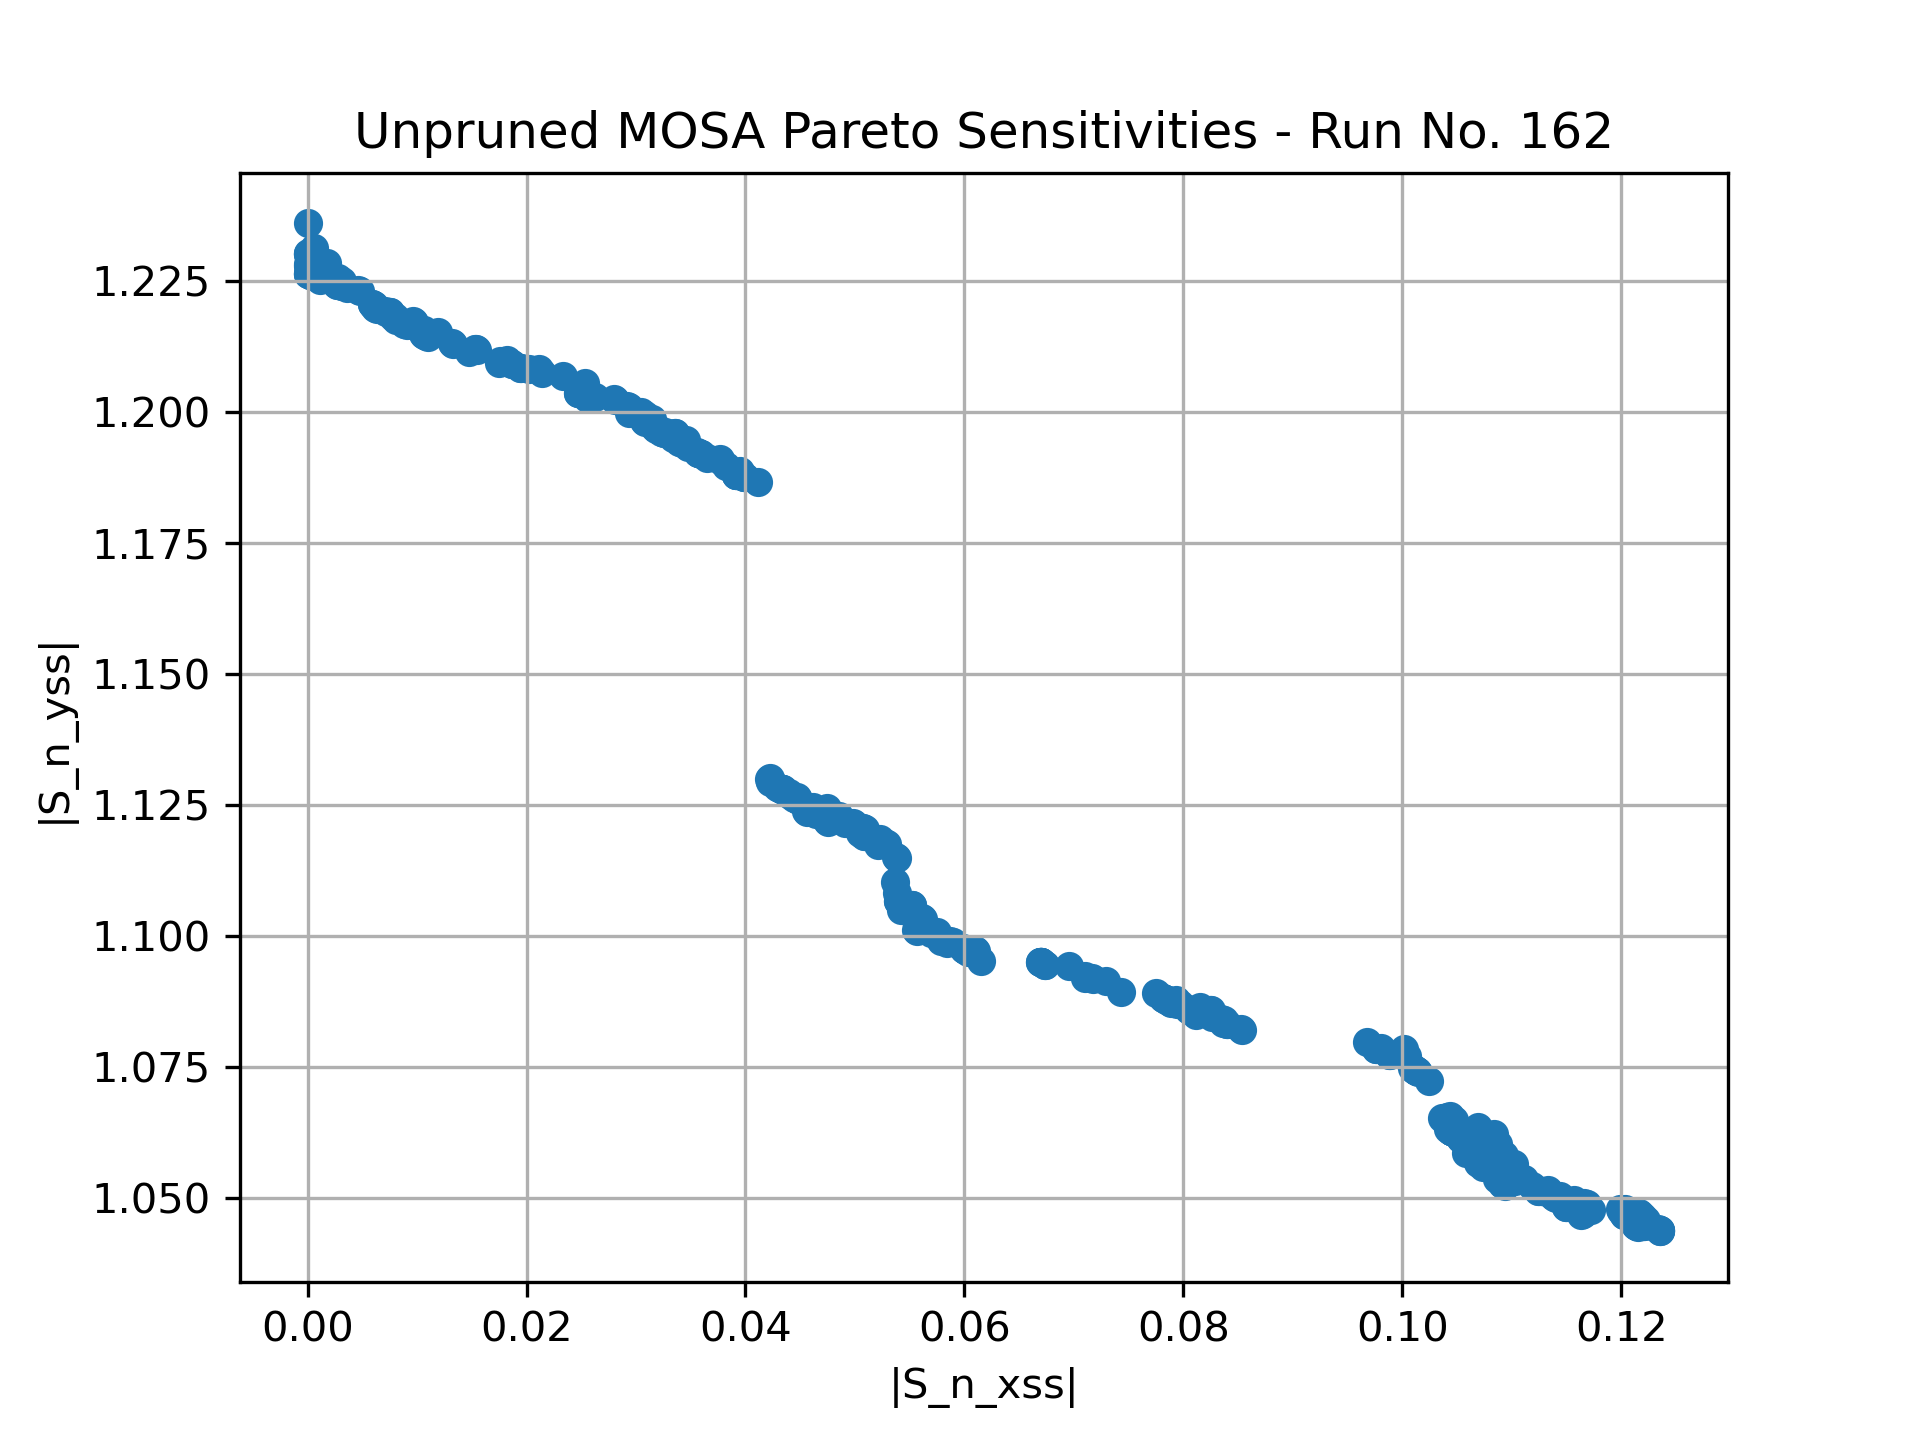 Unpruned MOSA Pareto Sensitivities - Run No. 162
|S_n_yss|
1.225
1.200
1.175
1.150
1.125
1.100
1.075
1.050
0.00 0.02 0.04 0.06 0.08 0.10 0.12
|S_n_xss|